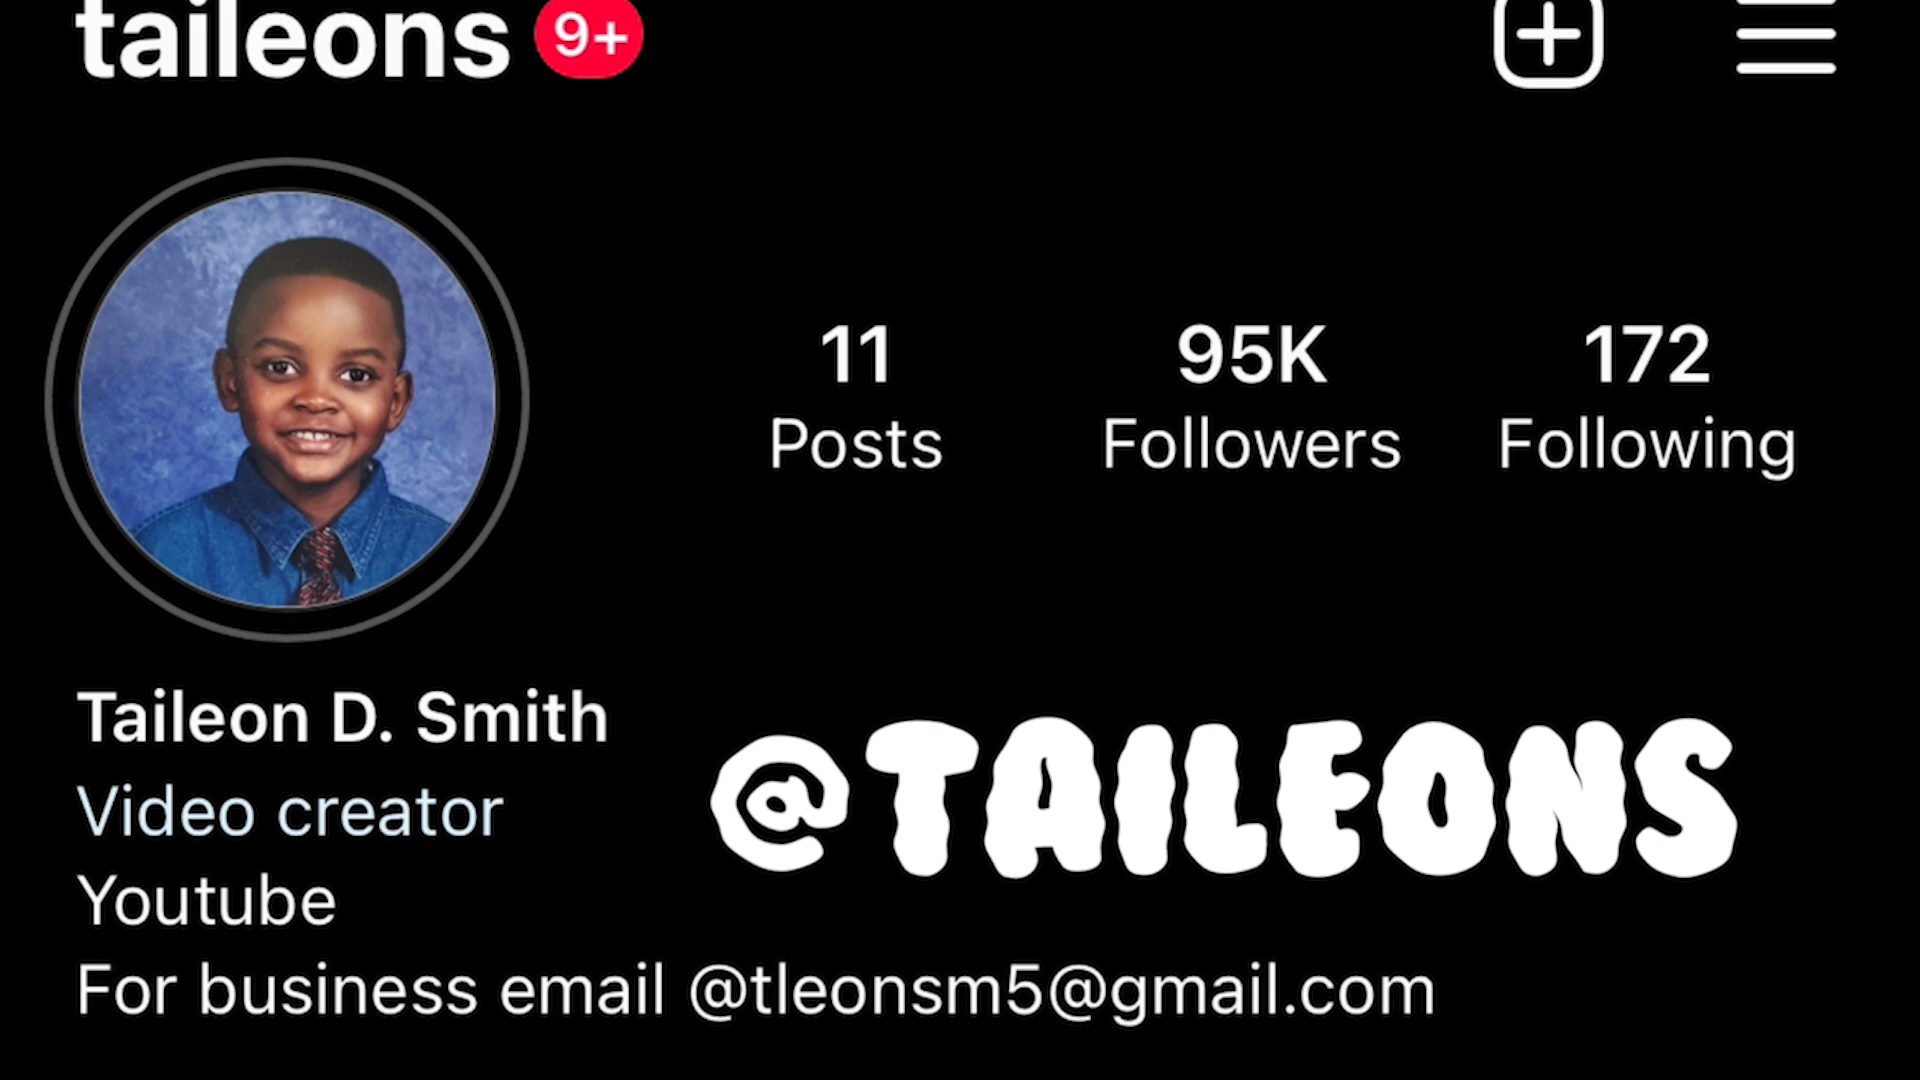 taileons 9+
11 95K 172
Posts Followers Following
Taileon D. Smith
@TAILEONS
Video creator
Youtube
For business email @tleonsm5@gmail.com